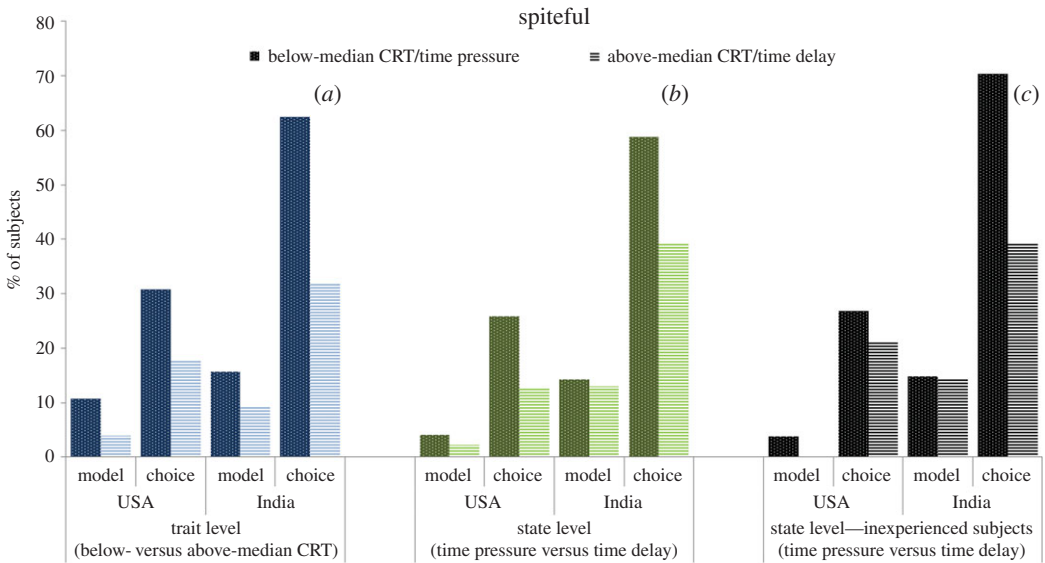 spiteful
80
70
60
50
40
30
20
10
0
% of subjects
below-median CRT/time pressure above-median CRT/time delay
(a) (b) (c)
model choice model choice model choice model choice model choice model choice
USA India USA India USA India
trait level
(below- versus above-median CRT)
state level
(time pressure versus time delay)
state level—inexperienced subjects
(time pressure versus time delay)